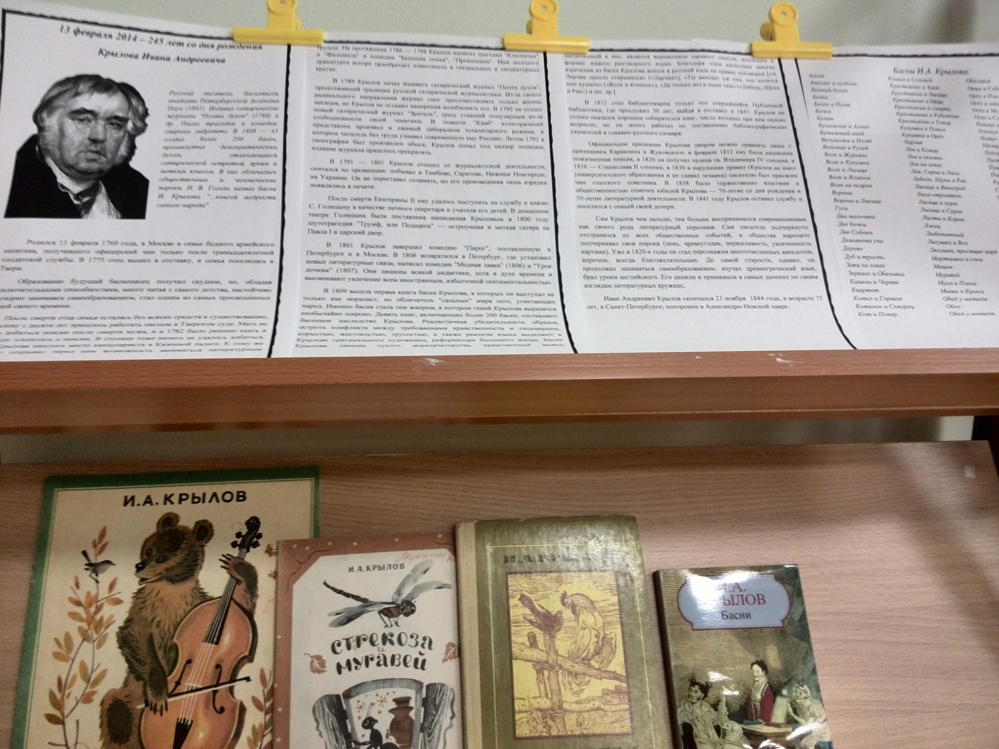 13 февраля 2014 – 245 лет со дня рождения
Крылова Ивана Андреевича
Русский писатель, баснописец,
академик Петербургской Академии
Наук (1841). Издавал сатирические
журналы "Почта духов" (1789) и
др. Писал трагедии и комедии,
оперные либретто. В 1809 — 43
создал более 200 басен,
проникнутых демократическим
духом, отличающихся
сатирической остротой, ярким и
метким языком. В них обличались
общественные и человеческие
пороки. Н. В. Гоголь назвал басни
И. Крылова "...книгой мудрости
самого народа".
Родился 13 февраля 1769 года, в Москве в семье бедного армейского
капитана, получившего офицерский чин только после тринадцатилетней
солдатской службы. В 1775 отец вышел в отставку, и семья поселилась в
Твери.
Образование будущий баснописец получил скудное, но, обладая
исключительными способностями, много читая с самого детства, настойчиво
упорно занимаясь самообразованием, стал одним из самых просвещенных
своего времени.
После смерти отца семья осталась без всяких средств к существованию,
с десяти лет пришлось работать писцом в Тверском суде. Мать не
добиться пенсии после смерти мужа, и в 1782 было решено ехать в
хлопотать о пенсии. В столице тоже ничего не удалось добиться,
нашлось место канцеляриста в Казенной палате. К тому же
возможность заниматься литературным
трудом. На протяжении 1786 — 1788 Крылов написал трагедии "Клеопатра"
и "Филомела" и комедии "Бешеная семья", "Проказники". Имя молодого
драматурга вскоре приобретает известность в театральных и литературных
кругах.
В 1789 Крылов начал издавать сатирический журнал "Почта духов",
продолжавший традиции русской сатирической журналистики. Из-за своего
радикального направления журнал смог просуществовать только восемь
месяцев, но Крылов не оставил намерения возобновить его. В 1792 он создал
новый сатирический журнал "Зритель", сразу ставший популярным из-за
злободневности своей тематики. В повести "Каиб" аллегорически
представлен произвол и лживый либерализм тоталитарного режима, в
котором читатель без труда узнавал современную ему Россию. Летом 1792 в
типографии был произведен обыск, Крылов попал под надзор полиции,
издание журнала пришлось прекратить.
В 1791 — 1801 Крылов отошел от журналистской деятельности,
скитался по провинции: побывал в Тамбове, Саратове, Нижнем Новгороде,
на Украине. Он не переставал сочинять, но его произведения лишь изредка
появлялись в печати.
После смерти Екатерины II ему удалось поступить на службу к князю
С. Голицыну в качестве личного секретаря и учителя его детей. В домашнем
театре Голицына была поставлена написанная Крыловым в 1800 году
шутотрагедия "Трумф, или Подщипа" — остроумная и меткая сатира на
Павла I и царский двор.
В 1801 Крылов завершил комедию "Пирог", поставленную в
Петербурге и в Москве. В 1806 возвратился в Петербург, где установил
новые литературные связи, написал комедии "Модная лавка" (1806) и "Урок
дочкам" (1807). Они лишены всякой дидактики, хотя в духе времени и
высмеивают увлечение всем иностранным, избыточной сентиментальностью.
В 1809 вышла первая книга басен Крылова, в которых он выступал не
только как моралист, но обличитель "сильных" мира сего, угнетающих
народ. Именно басня стала тем жанром, в котором гений Крылова выразился
необычайно широко. Девять книг, включающих более 200 басен, составляют
басенное наследство Крылова. Реалистичная убедительность образов,
острота конфликта между требованиями нравственности и лицемерием,
корыстью, жестокостью, трусостью, а также реализм языка выделяют в
Крылове оригинального художника, реформатора басенного жанра. Басни
Крылова лишены сухого морализаторства, нравственный вывод,
заключенный в них, является выражением здравого смысла, воплощен в
формах живого разговорного языка. Благодаря этим качествам многие
изречения из басен Крылова вошли в русский язык на правах поговорок («А
Ларчик просто открывался» («Ларчик»), «Ты виноват уж тем, что хочется
мне кушать» («Волк и ягненок»), «Да только воз и ныне там» («Лебедь, Щука
и Рак») и мн. др.].
В 1812 стал библиотекарем только что открывшейся Публичной
библиотеки, где прослужил 30 лет, выйдя в отставку в 1841. Крылов не
только оказался хорошим собирателем книг, число которых при нем сильно
возросло, но он много работал по составлению библиографических
указателей и славяно-русского словаря.
Официальное признание Крылова двором можно сравнить лишь с
признанием Карамзина и Жуковского: в феврале 1812 ему была назначена
пожизненная пенсия, в 1820 он получил ордена св. Владимира IV степени, в
1838 — Станислава II степени, в 1830 в нарушение правил (Крылов не имел
университетского образования и не сдавал экзамен) писателю был присвоен
чин статского советника. В 1838 было торжественно властями и
общественностью отмечен юбилей Крылова — 70-летие со дня рождения и
50-летие литературной деятельности. В 1841 году Крылов оставил службу и
поселился с семьей своей дочери.
Сам Крылов чем дальше, тем больше воспринимался современниками
как своего рода литературный персонаж. Сам писатель подчеркнуто
отстранялся от всех общественных событий, в обществе нарочито
подчеркивал свои пороки (лень, чревоугодие, неряшливость, увлеченность
картами). Уже в 1820-е годы он стал персонажем многочисленных анекдотов,
впрочем, всегда благожелательных. До самой старости, однако, он
продолжал заниматься самообразованием: изучал древнегреческий язык,
брал уроки английского. Его ценили и принимали в самых далеких по своим
взглядам литературных кружках.
Иван Андреевич Крылов скончался 21 ноября 1844 года, в возрасте 75
лет, в Санкт-Петербурге; похоронен в Александро-Невской лавре.
Басни И.А. Крылова:
Алкид
Апеллес и ослёнок
Бедный богач
Белка
Богач и Поэт
Бочка
Булат
Булыжник и Алмаз
Бумажный змей
Вельможа и Поэт
Водопад и Ручей
Волк и Журавль
Волк и Кукушка
Волк и Лисица
Волк и Ягнёнок
Волк на псарне
Ворона
Ворона и Лисица
Гуси
Два мальчика
Две бочки
Две Собаки
Демьянова уха
Дерево
Дуб и трость
Заяц на ловле
Зеркало и Обезьяна
Камень и Червяк
Квартет
Котел и Горшок
Котенок и Скворец
Кот и Повар
Кошка и Соловей
Крестьянин и Змея
Крестьянин и Лисица
Крестьянин и Овца
Крестьянин и смерть
Крестьянин и Работник
Крестьянин и Топор
Кукушка и Петух
Кукушка и Орёл
Ларчик
Лев и Комар
Лев и человек
Лев на ловле
Лев, Серна и Лиса
Лебедь, Щука и Рак
Лисица и Виноград
Лиса-строитель
Лисица и куры
Лисица и Сурок
Листы и Корни
Лжец
Любопытный
Лягушка и Вол
Лягушки, просящие царя
Мартышка и очки
Мешок
Муравей
Муха и Пчела
Мышь и Крыса
Обед у медведя
Обоз
Обед у медведя
Обезьяна
И.А. КРЫЛОВ
И.А.КРЫЛОВ
стрекоза
и
муравей
И.А.
КРЫЛОВ
Басни